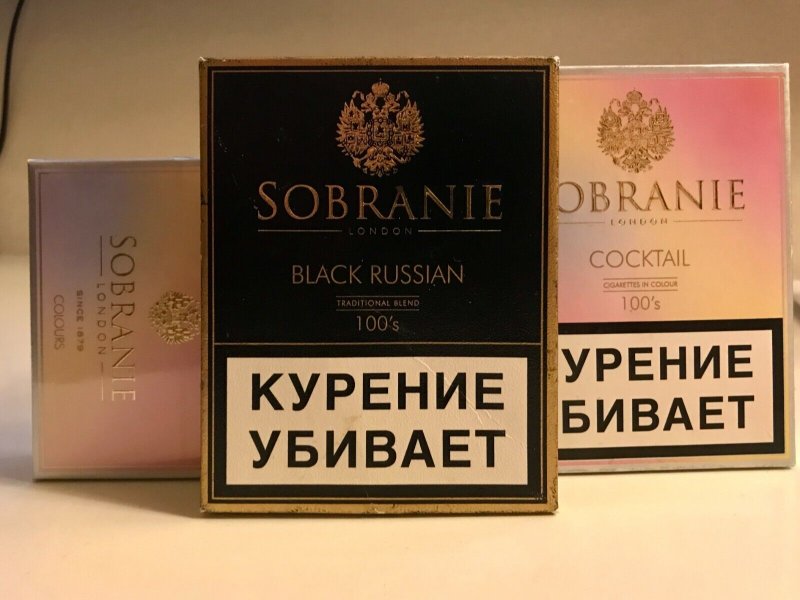 SOBRANIE
LONDON
SINCE 1879
COLOURS
SOBRANIE
LONDON
BLACK RUSSIAN
TRADITIONAL BLEND
100's
КУРЕНИЕ
УБИВАЕТ
OBRANIE
LONDON
COCKTAIL
CIGARETTES IN COLOUR
100's
УРЕНИЕ
БИВАЕТ